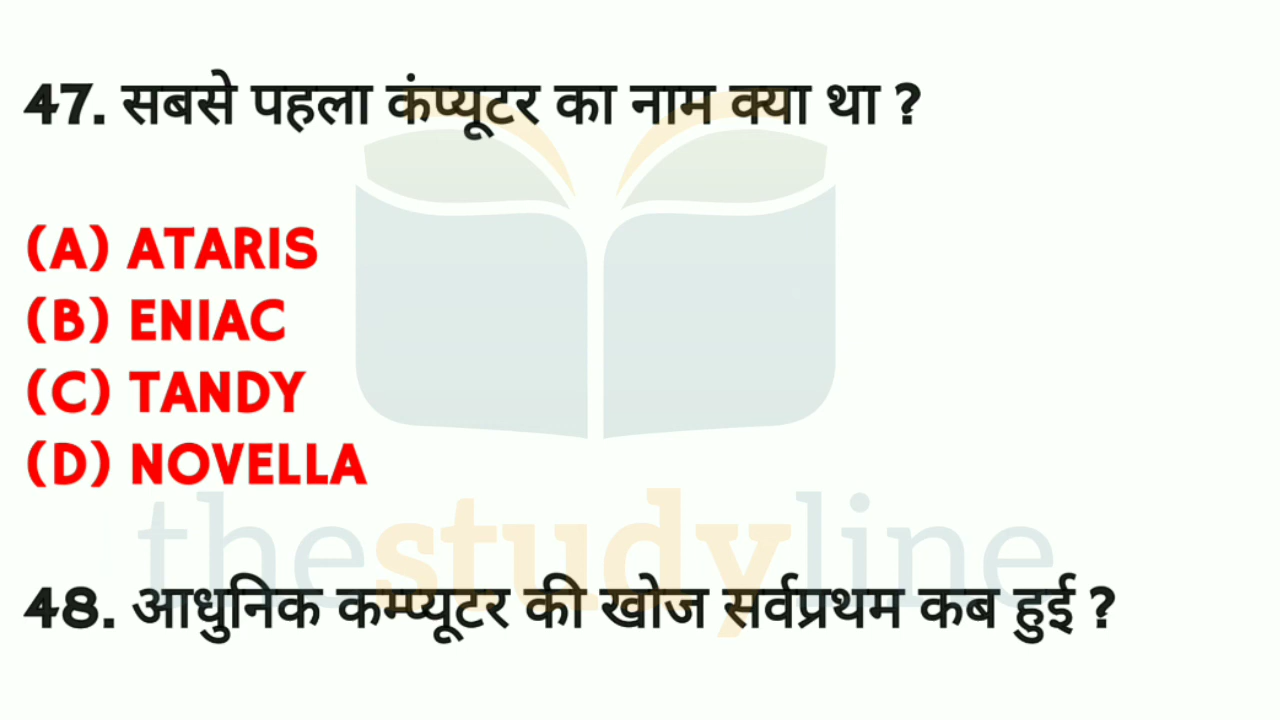 47. सबसे पहला कंप्यूटर का नाम क्या था ?
(A) ATARIS
(B) ENIAC
(C) TANDY
(D) NOVELLA
thestudyline
48. आधुनिक कम्प्यूटर की खोज सर्वप्रथम कब हुई ?